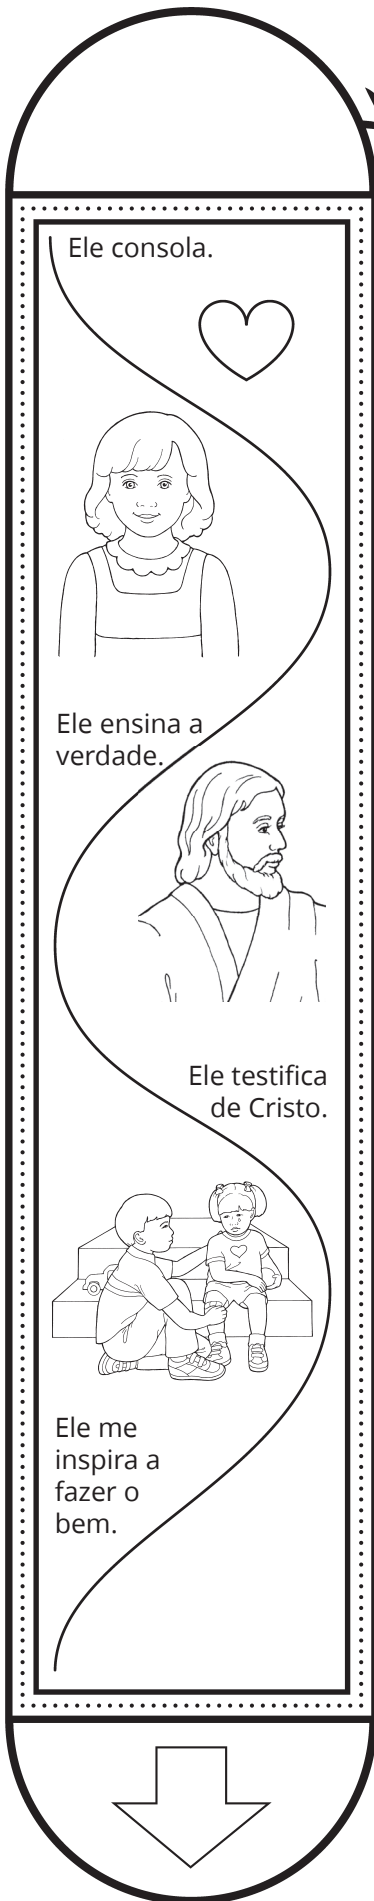 Ele consola.
Ele ensina a
verdade.
Ele testifica
de Cristo.
Ele me
inspira a
fazer o
bem.